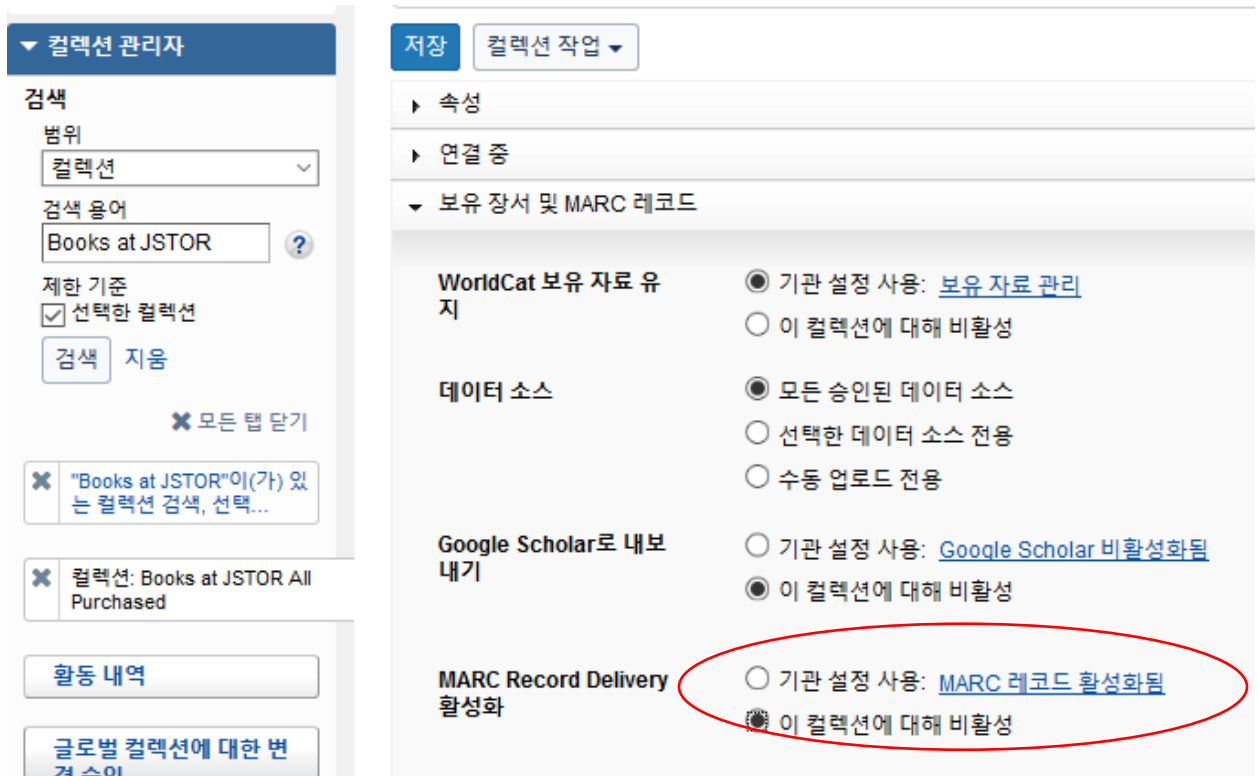 컬렉션 관리자
검색
범위
컬렉션
검색 용어
Books at JSTOR
?
제한 기준
선택한 컬렉션
검색 지움
모든 탭 닫기
"Books at JSTOR"이(가) 있
는 컬렉션 검색, 선택...
컬렉션: Books at JSTOR All
Purchased
활동 내역
글로벌 컬렉션에 대한 변
경 승인
저장 컬렉션 작업
속성
연결 중
보유 장서 및 MARC 레코드
WorldCat 보유 자료 유
지
기관 설정 사용: 보유 자료 관리
이 컬렉션에 대해 비활성
데이터 소스
모든 승인된 데이터 소스
선택한 데이터 소스 전용
수동 업로드 전용
Google Scholar로 내보
내기
기관 설정 사용: Google Scholar 비활성화됨
이 컬렉션에 대해 비활성
MARC Record Delivery
활성화
기관 설정 사용: MARC 레코드 활성화됨
이 컬렉션에 대해 비활성